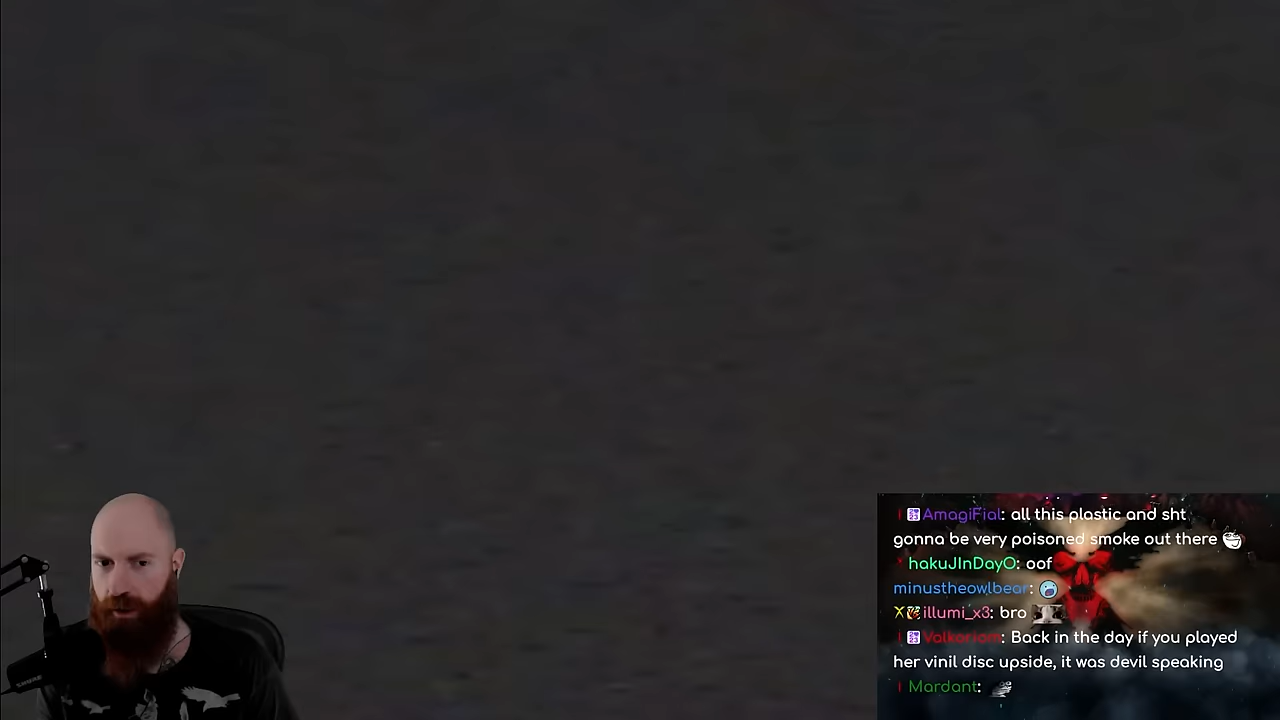 AmagiFial: all this plastic and sht
gonna be very poisoned smoke out there
hakuJInDayO: oof
minustheowlbear:
illumi_x3: bro
Valkoriom: Back in the day if you played
her vinil disc upside, it was devil speaking
Mardant: